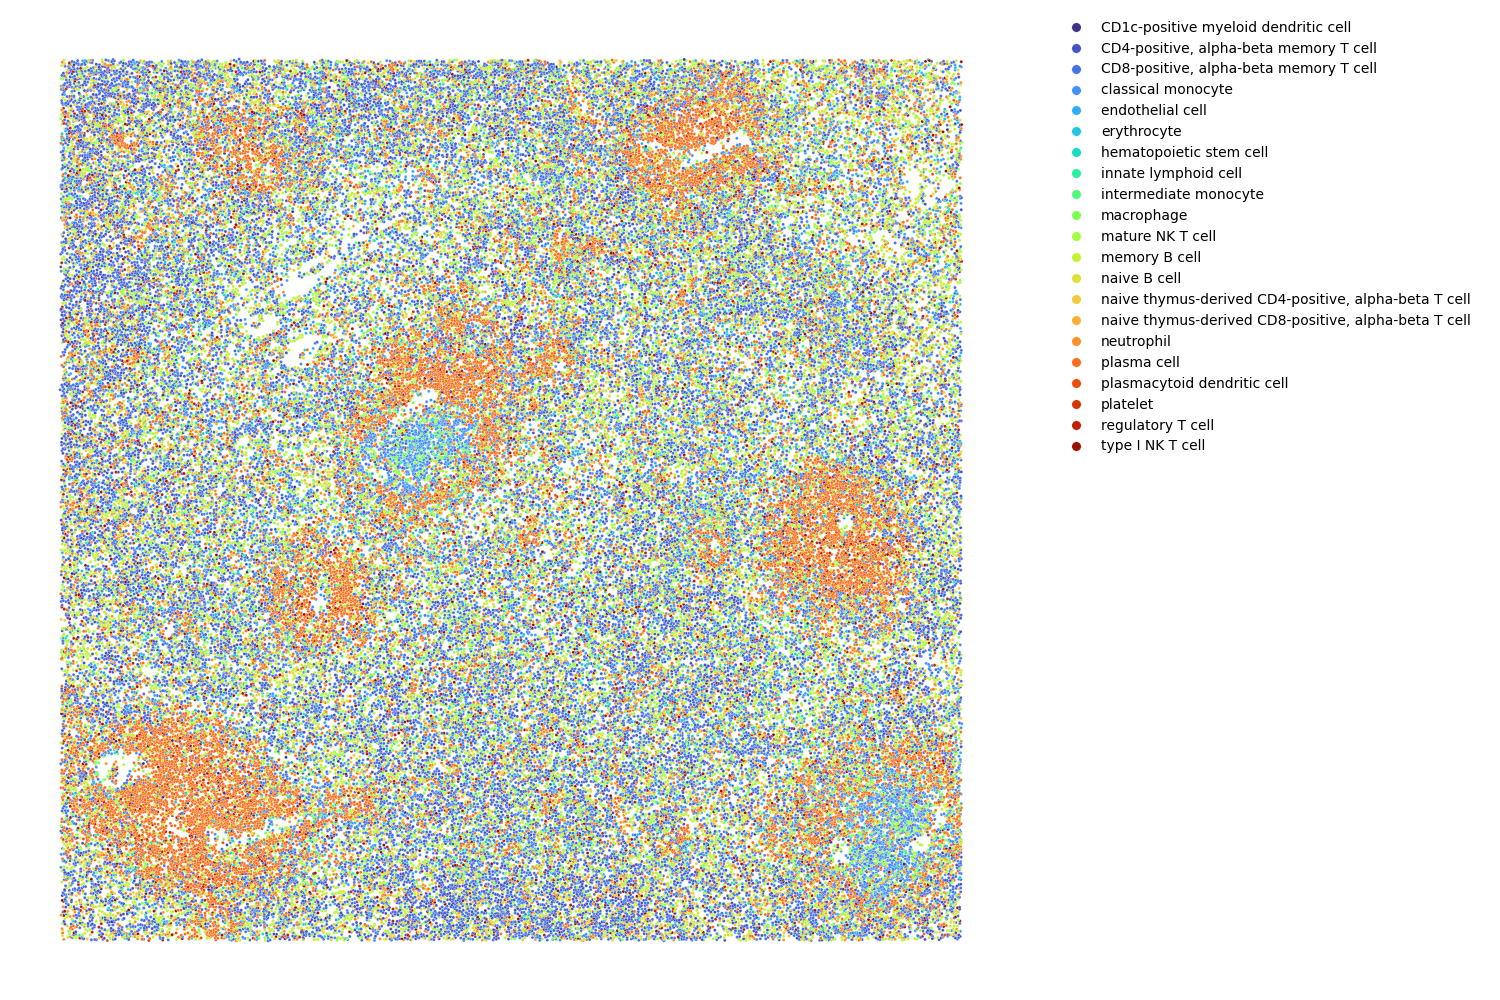 CD1c-positive myeloid dendritic cell
CD4-positive, alpha-beta memory T cell
CD8-positive, alpha-beta memory T cell
classical monocyte
endothelial cell
erythrocyte
hematopoietic stem cell
innate lymphoid cell
intermediate monocyte
macrophage
mature NK T cell
memory B cell
naive B cell
naive thymus-derived CD4-positive, alpha-beta T cell
naive thymus-derived CD8-positive, alpha-beta T cell
neutrophil
plasma cell
plasmacytoid dendritic cell
platelet
regulatory T cell
type I NK T cell